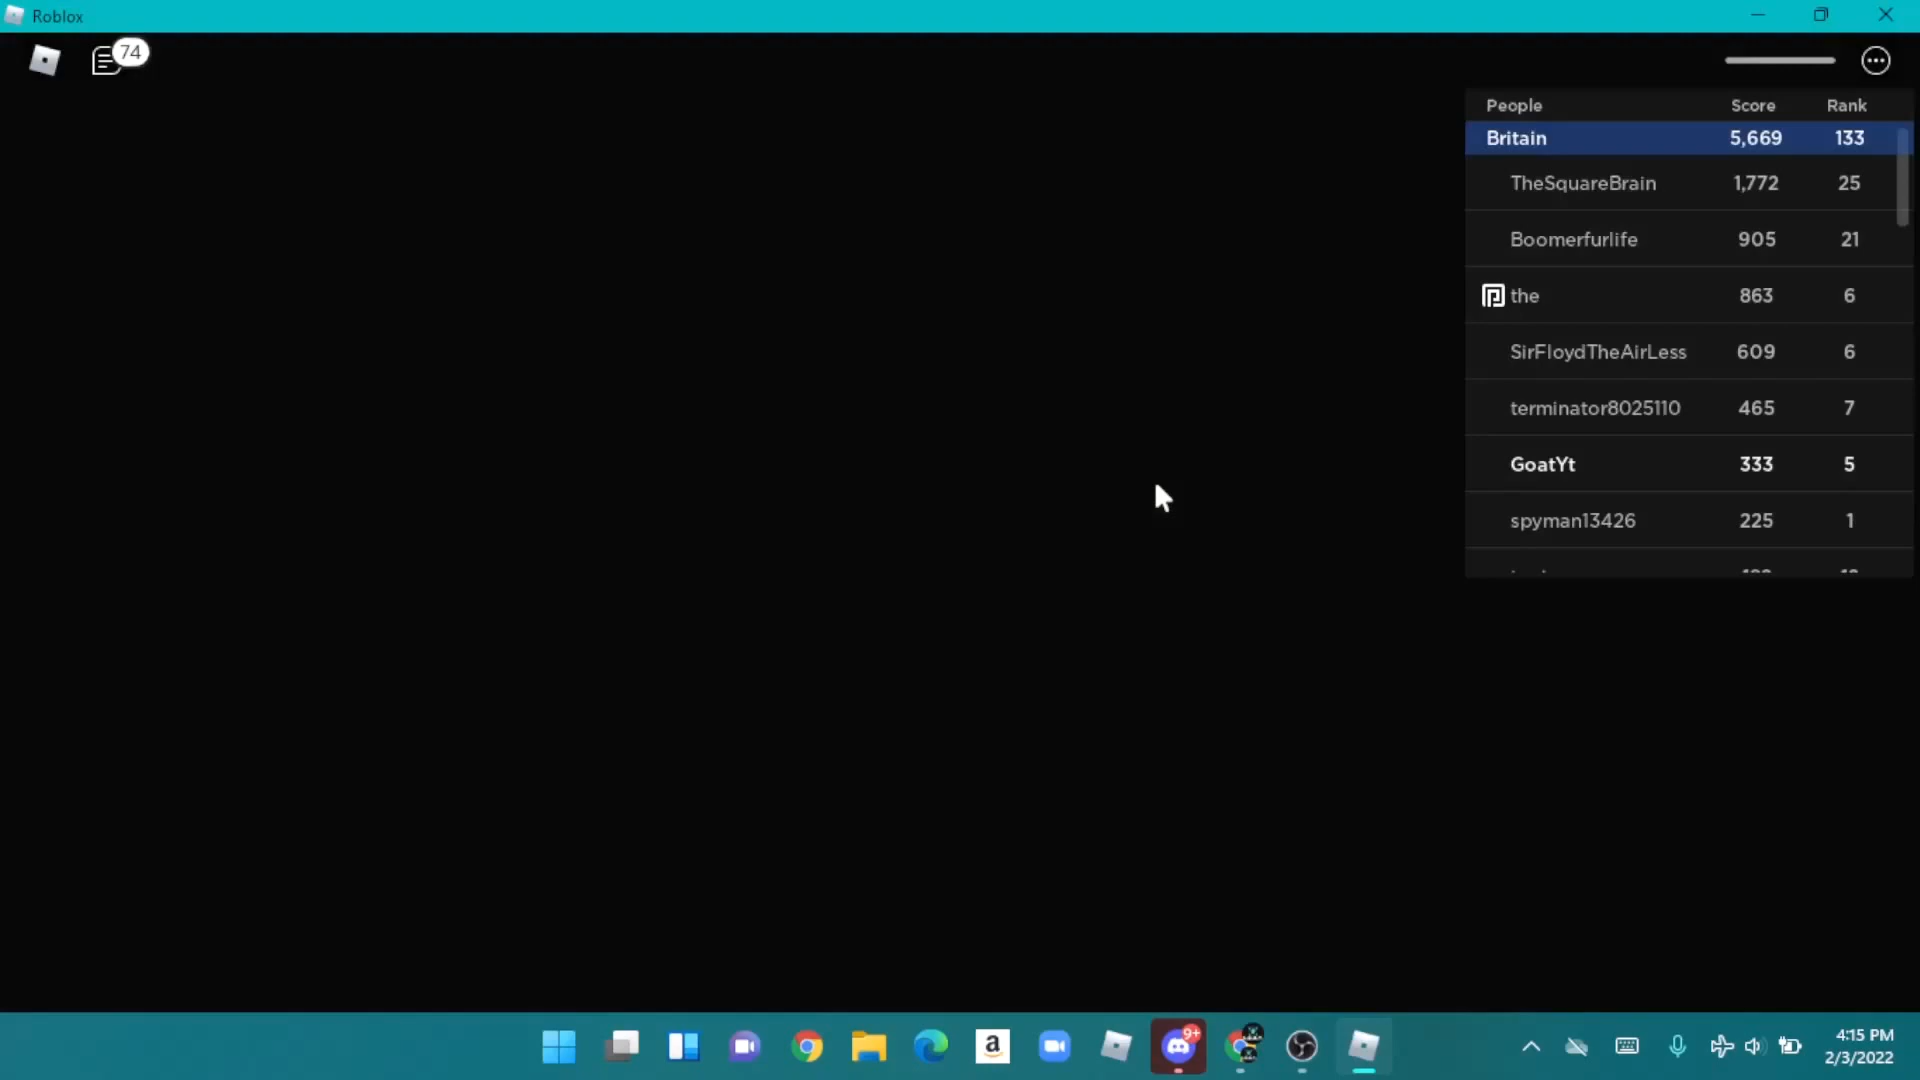 Roblox
74
People Score Rank
Britain 5,669 133
TheSquareBrain 1,772 25
Boomerfurlife 905 21
the 863 6
SirFloydTheAirLess 609 6
terminator8025110 465 7
GoatYt 333 5
spyman13426 225 1
a
9+
4:15 PM
2/3/2022